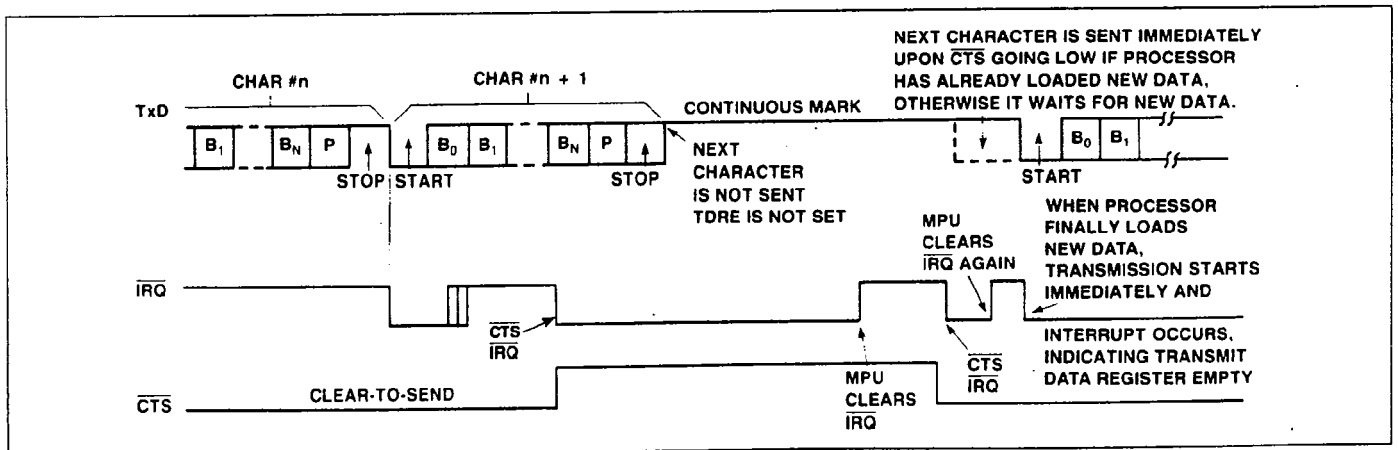 NEXT CHARACTER IS SENT IMMEDIATELY
UPON CTS GOING LOW IF PROCESSOR
HAS ALREADY LOADED NEW DATA,
OTHERWISE IT WAITS FOR NEW DATA.
CHAR #n
CHAR #n + 1
TxD
CONTINUOUS MARK
B1
BN
P
B0
B1
BN
P
B0
B1
STOP
START
STOP
NEXT
CHARACTER
IS NOT SENT
TDRE IS NOT SET
START
MPU
CLEARS
IRQ AGAIN
WHEN PROCESSOR
FINALLY LOADS
NEW DATA,
TRANSMISSION STARTS
IMMEDIATELY AND
INTERRUPT OCCURS,
INDICATING TRANSMIT
DATA REGISTER EMPTY
IRQ
CTS
IRQ
CTS
IRQ
MPU
CLEARS
IRQ
CTS
CLEAR-TO-SEND